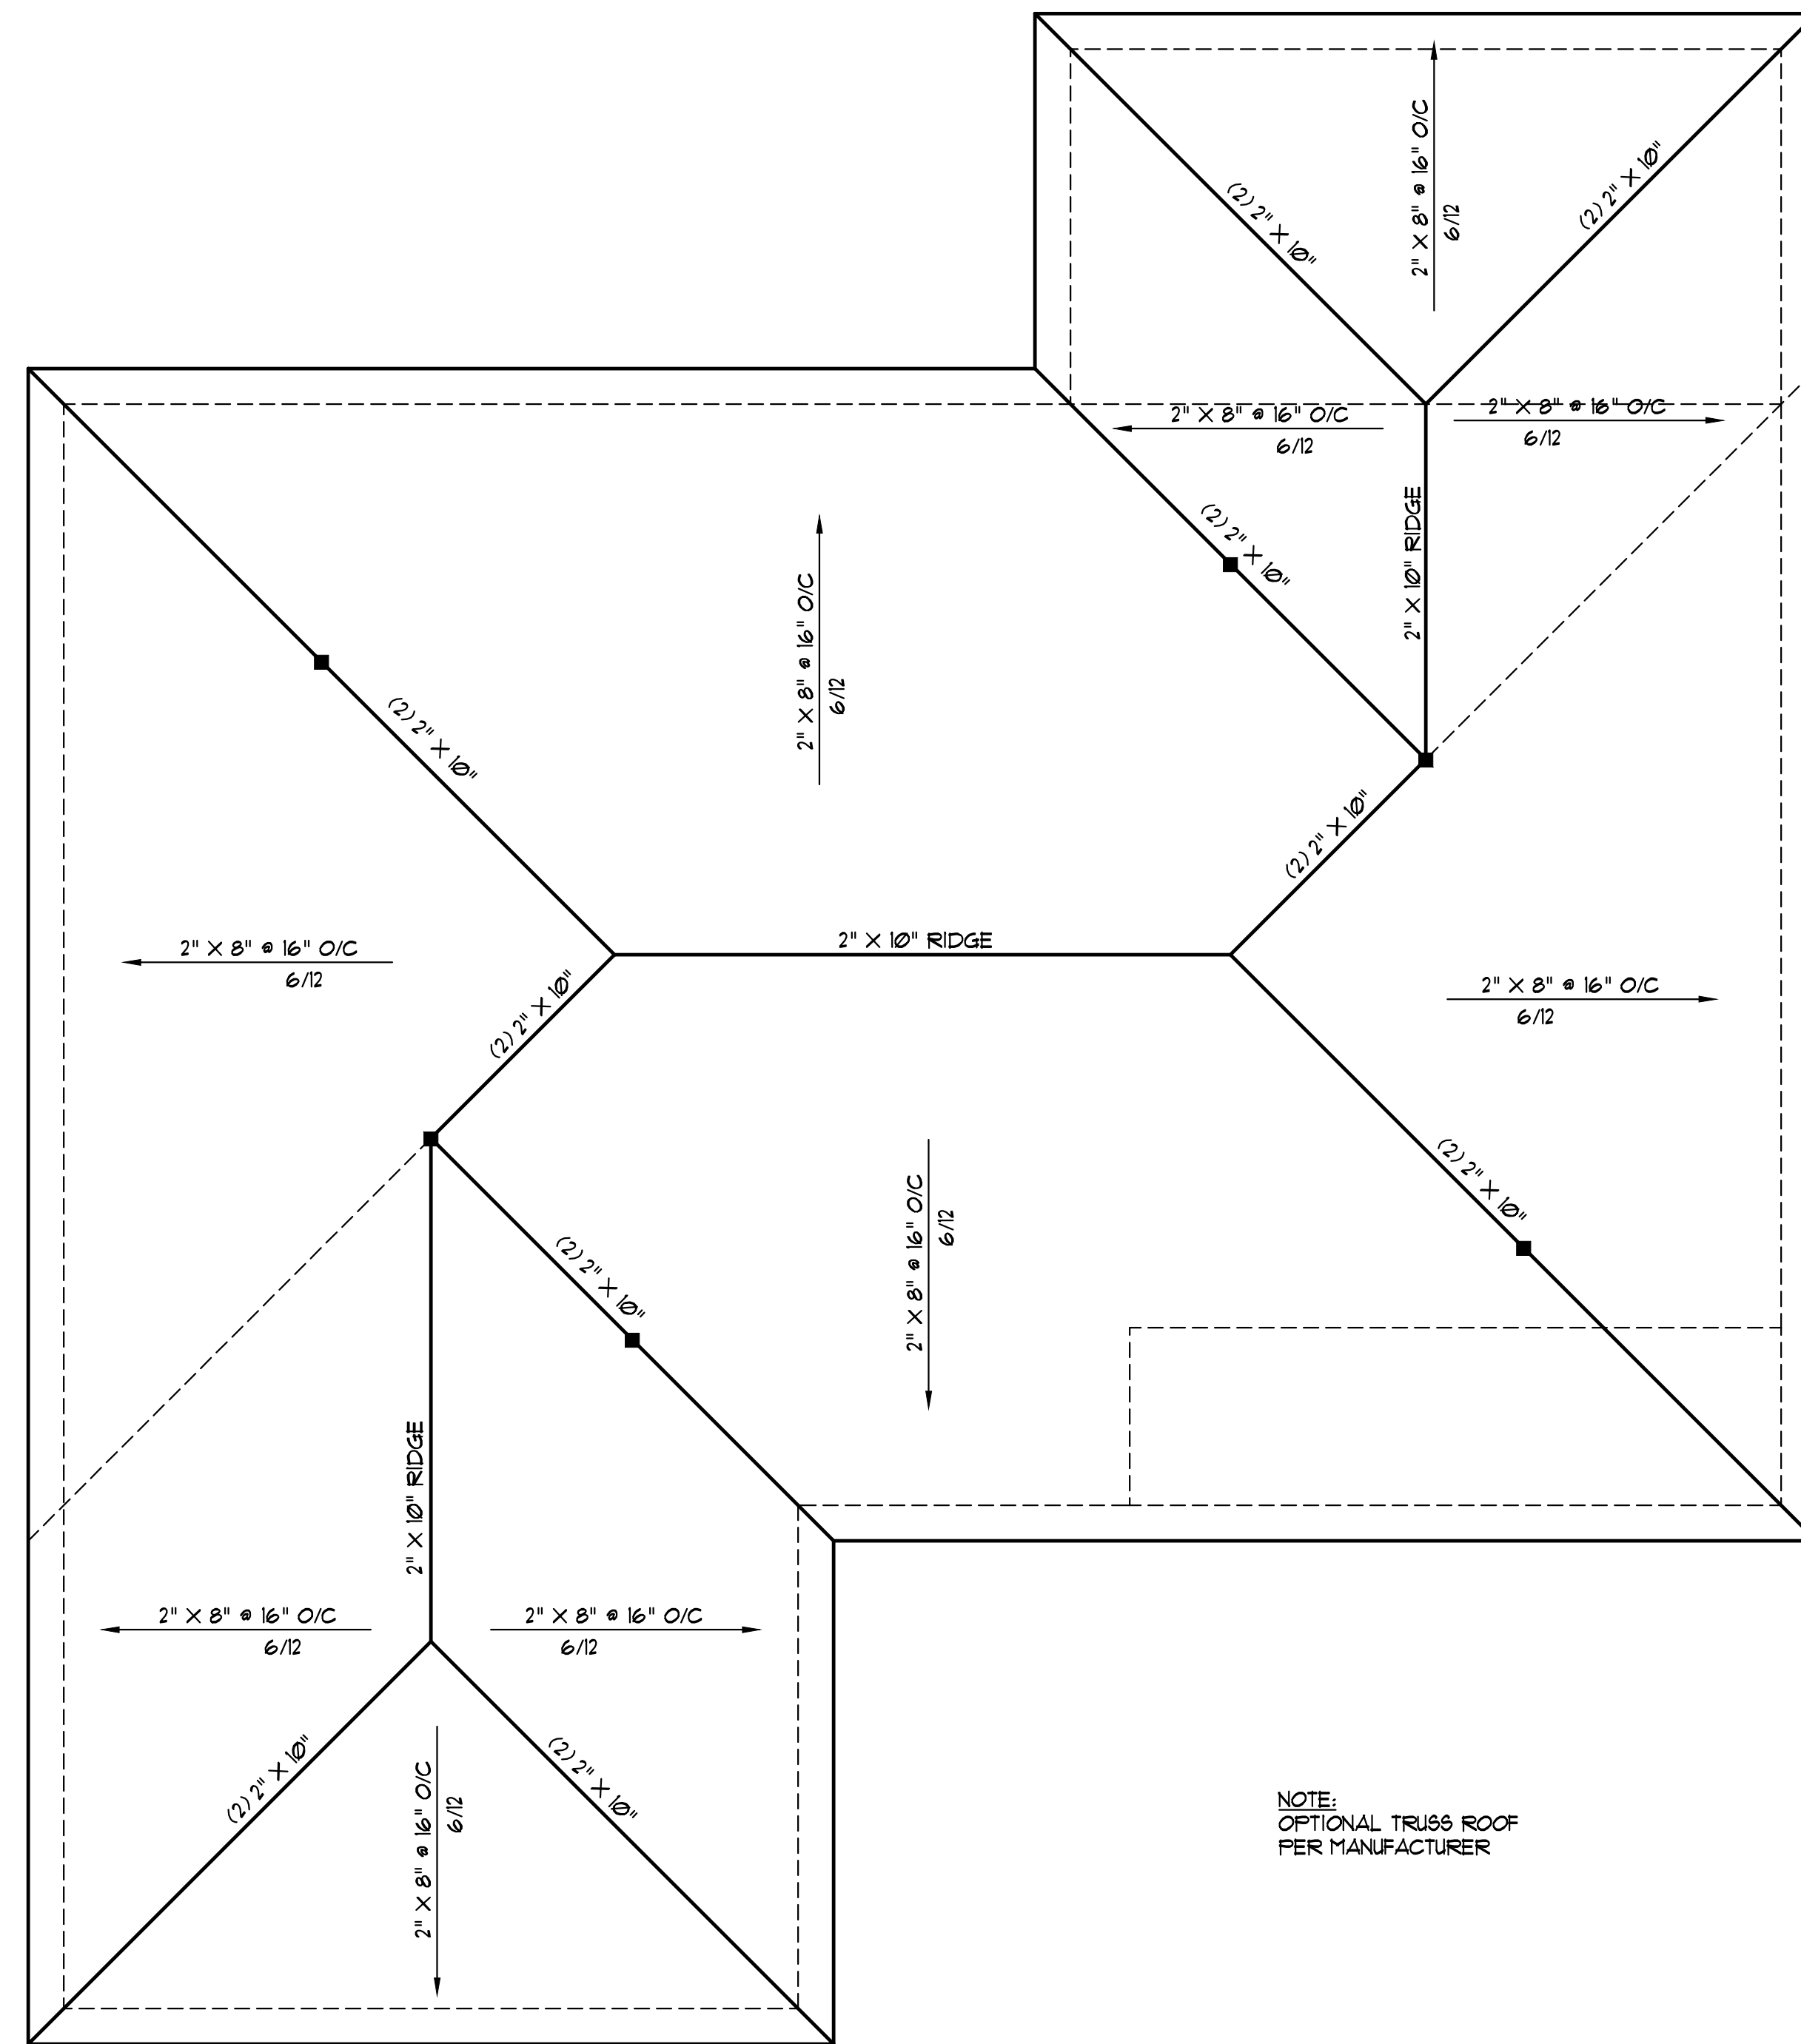 2" X 8" @ 16" O/C
6/12
(2) 2" X 10"
(2) 2" X 10"
2" X 8" @ 16" O/C
6/12
2" X 8" @ 16" O/C
6/12
2" X 10" RIDGE
(2) 2" X 10"
2" X 8" @ 16" O/C
6/12
(2) 2" X 10"
(2) 2" X 10"
2" X 10" RIDGE
2" X 8" @ 16" O/C
6/12
(2) 2" X 10"
2" X 8" @ 16" O/C
6/12
(2) 2" X 10"
(2) 2" X 10"
2" X 8" @ 16" O/C
6/12
2" X 10" RIDGE
2" X 8" @ 16" O/C
6/12
2" X 8" @ 16" O/C
6/12
(2) 2" X 10"
(2) 2" X 10"
2" X 8" @ 16" O/C
6/12
NOTE:
OPTIONAL TRUSS ROOF
PER MANUFACTURER